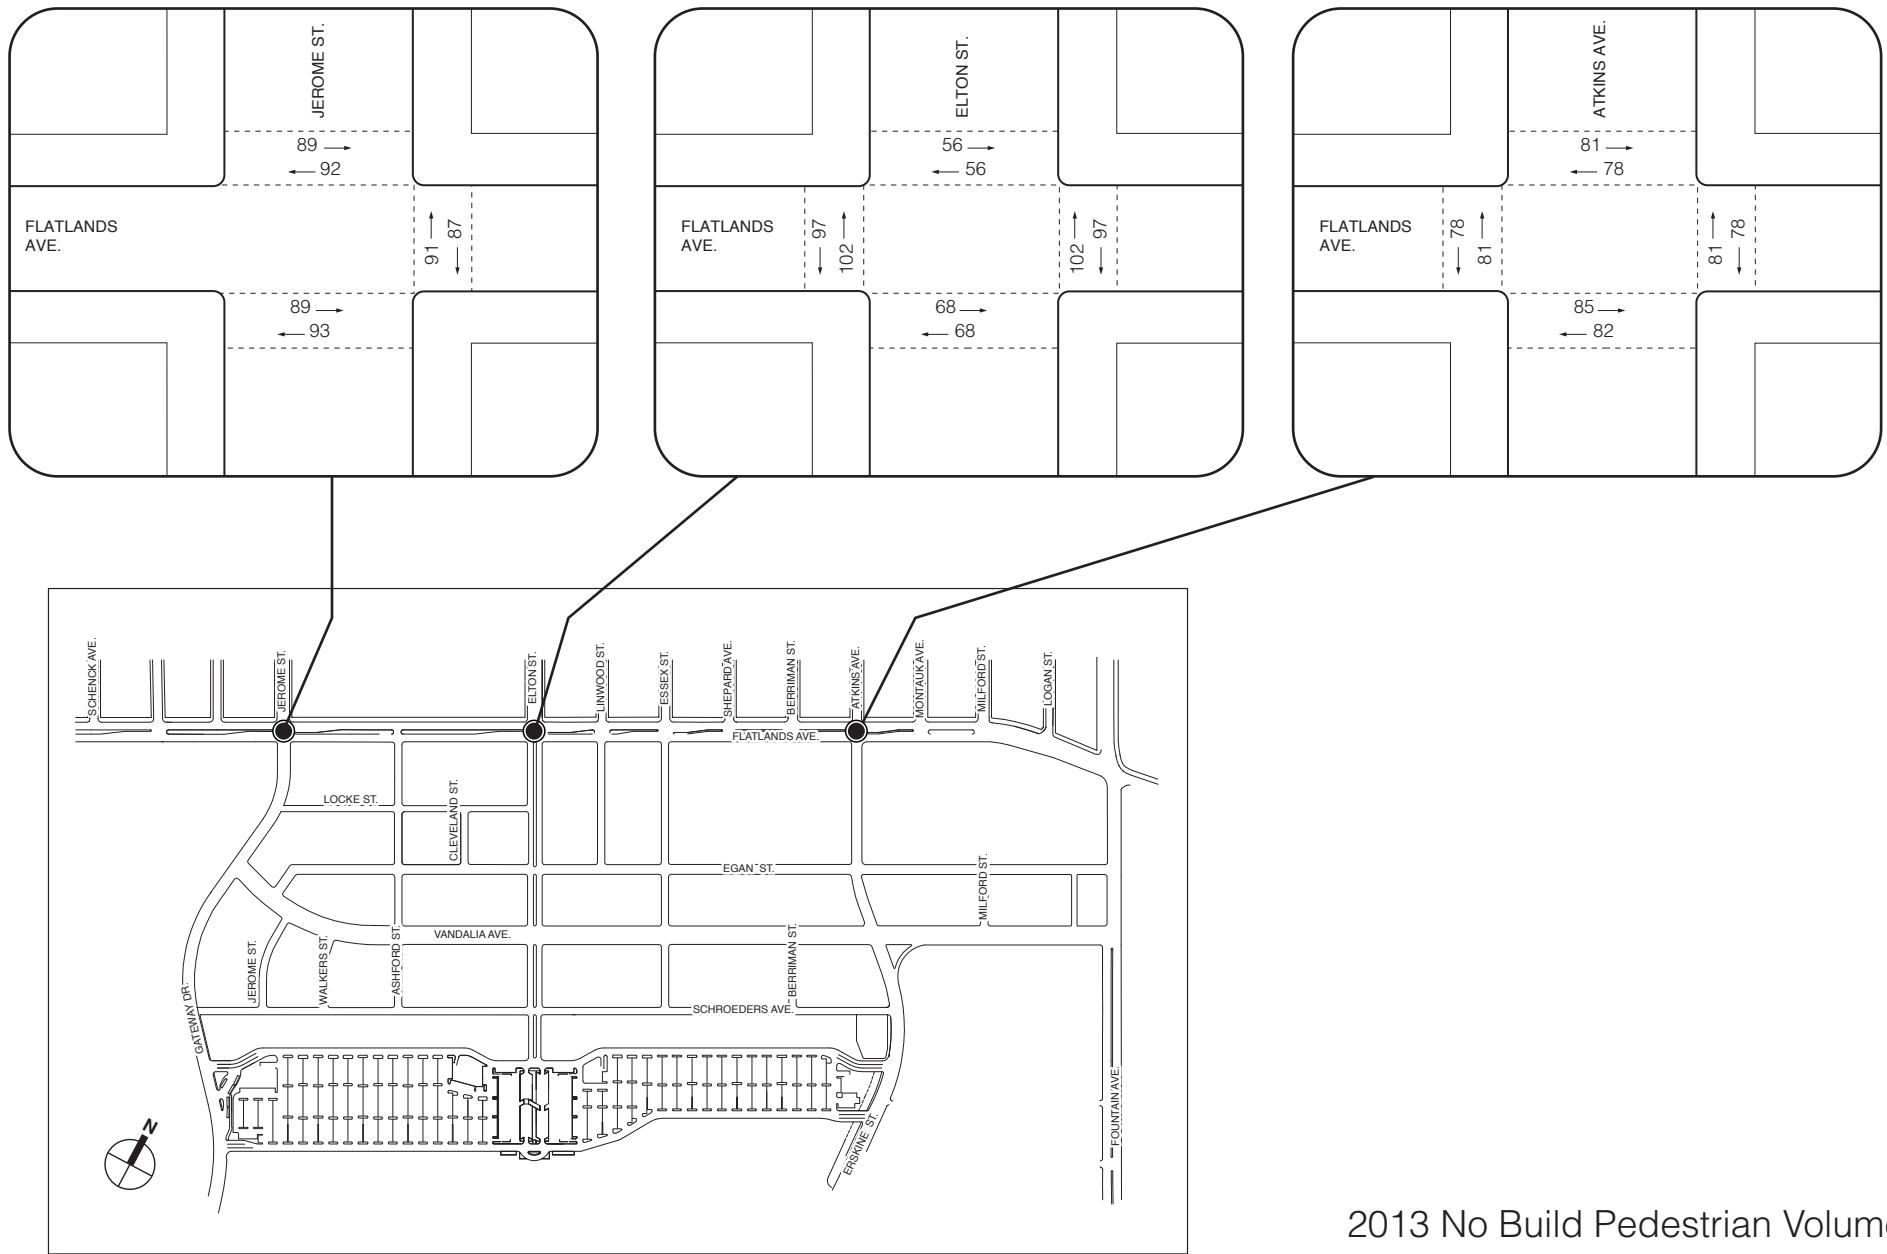 JEROME ST.
89
92
FLATLANDS
AVE.
91
87
89
93
ELTON ST.
56
56
FLATLANDS
AVE.
97
102
102
97
68
68
ATKINS AVE.
81
78
FLATLANDS
AVE.
78
81
81
78
85
82
SCHENCK AVE.
JEROME ST.
ELTON ST.
LINWOOD ST.
ESSEX ST.
SHEPARD AVE.
BERRIMAN ST.
ATKINS AVE.
MONTAUK AVE.
MILFORD ST.
LOGAN ST.
FLATLANDS AVE.
LOCKE ST.
CLEVELAND ST.
EGAN ST.
MILFORD ST.
VANDALIA AVE.
JEROME ST.
WALKERS ST.
ASHFORD ST.
BERRIMAN ST.
GATEWAY DR.
SCHROEDERS AVE.
FOUNTAIN AVE.
ERSKINE ST.
N
2013 No Build Pedestrian Volum